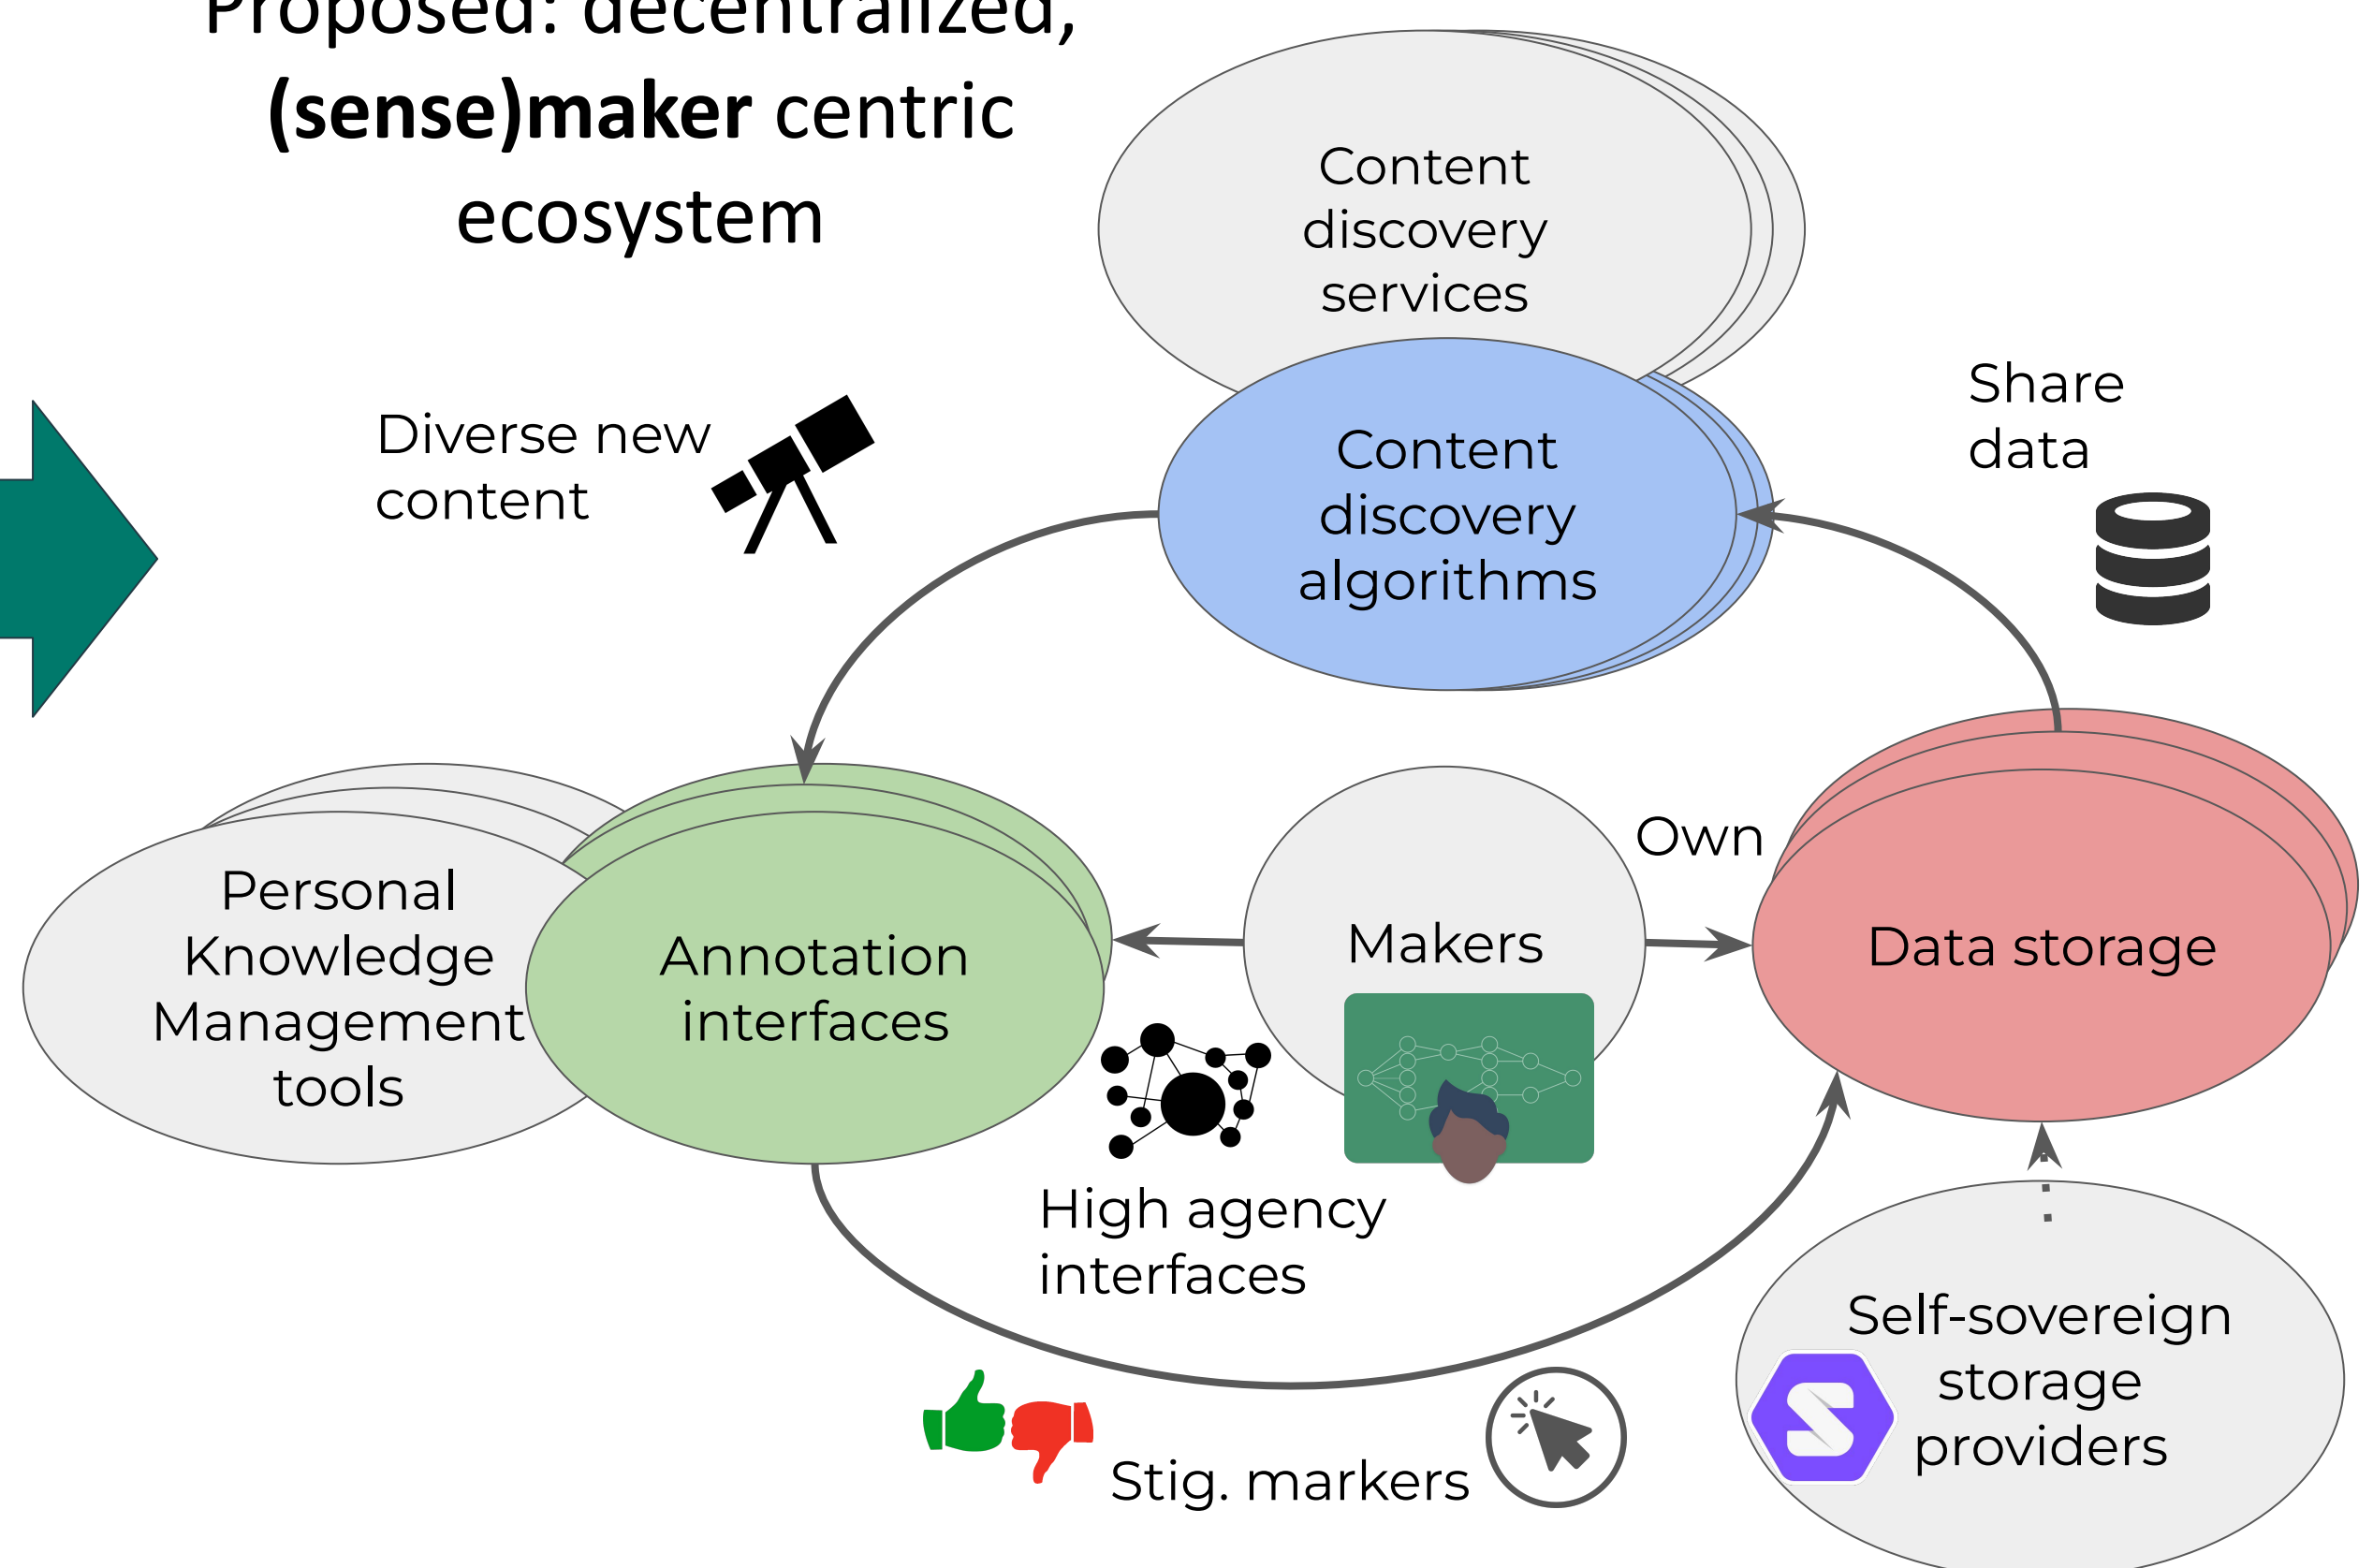 Proposed: decentralized,
(sense)maker centric
ecosystem
Content
discovery
services
Diverse new
content
Content
discovery
algorithms
Share
data
Personal
Knowledge
Management
tools
Annotation
interfaces
Makers
Own
Data storage
High agency
interfaces
Self-sovereign
storage
providers
Stig. markers